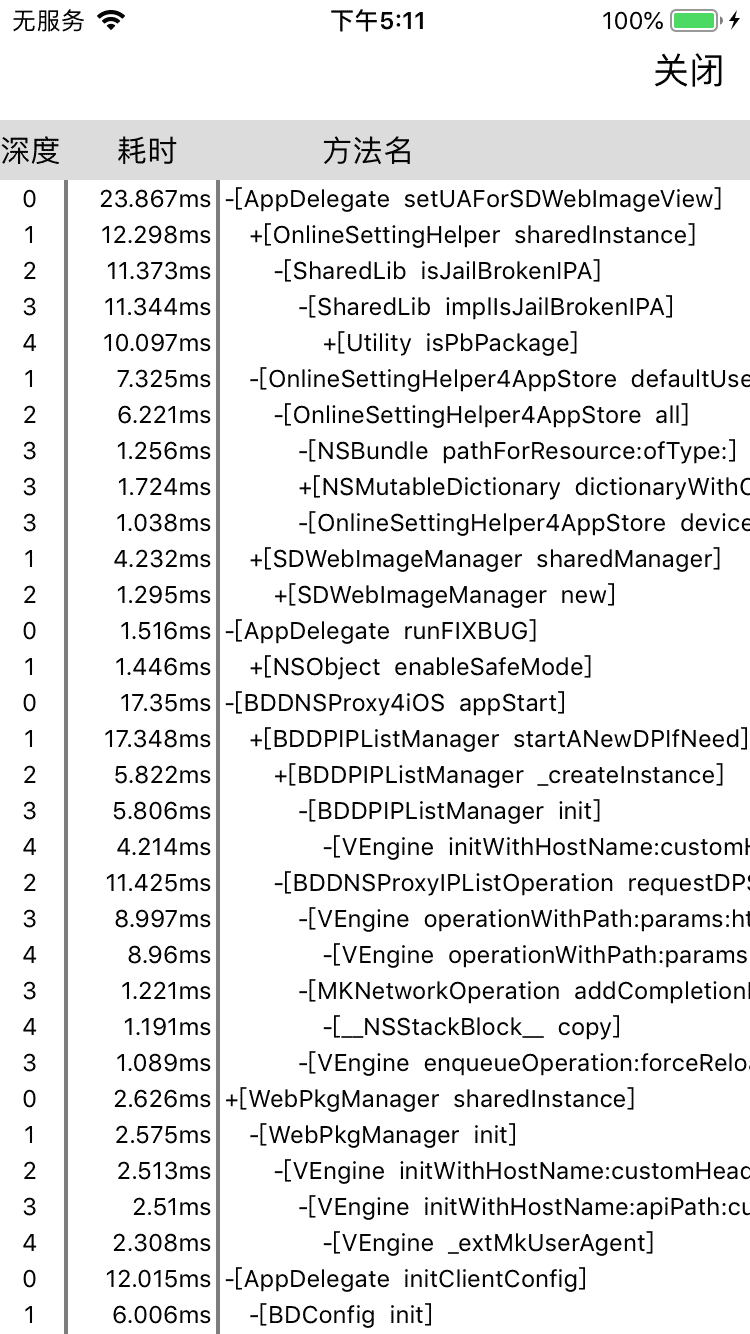 无服务 下午5:11 100%
关闭
深度 耗时 方法名
0 23.867ms -[AppDelegate setUAForSDWebImageView]
1 12.298ms +[OnlineSettingHelper sharedInstance]
2 11.373ms -[SharedLib isJailBrokenIPA]
3 11.344ms -[SharedLib implIsJailBrokenIPA]
4 10.097ms +[Utility isPbPackage]
1 7.325ms -[OnlineSettingHelper4AppStore defaultUse
2 6.221ms -[OnlineSettingHelper4AppStore all]
3 1.256ms -[NSBundle pathForResource:ofType:]
3 1.724ms +[NSMutableDictionary dictionaryWithC
3 1.038ms -[OnlineSettingHelper4AppStore device
1 4.232ms +[SDWebImageManager sharedManager]
2 1.295ms +[SDWebImageManager new]
0 1.516ms -[AppDelegate runFIXBUG]
1 1.446ms +[NSObject enableSafeMode]
0 17.35ms -[BDDNSProxy4iOS appStart]
1 17.348ms +[BDDPIPListManager startANewDPIfNeed]
2 5.822ms +[BDDPIPListManager _createInstance]
3 5.806ms -[BDDPIPListManager init]
4 4.214ms -[VEngine initWithHostName:customH
2 11.425ms -[BDDNSProxyIPListOperation requestDPS
3 8.997ms -[VEngine operationWithPath:params:ht
4 8.96ms -[VEngine operationWithPath:params
3 1.221ms -[MKNetworkOperation addCompletionH
4 1.191ms -[__NSStackBlock__ copy]
3 1.089ms -[VEngine enqueueOperation:forceReloa
0 2.626ms +[WebPkgManager sharedInstance]
1 2.575ms -[WebPkgManager init]
2 2.513ms -[VEngine initWithHostName:customHead
3 2.51ms -[VEngine initWithHostName:apiPath:cu
4 2.308ms -[VEngine _extMkUserAgent]
0 12.015ms -[AppDelegate initClientConfig]
1 6.006ms -[BDConfig init]